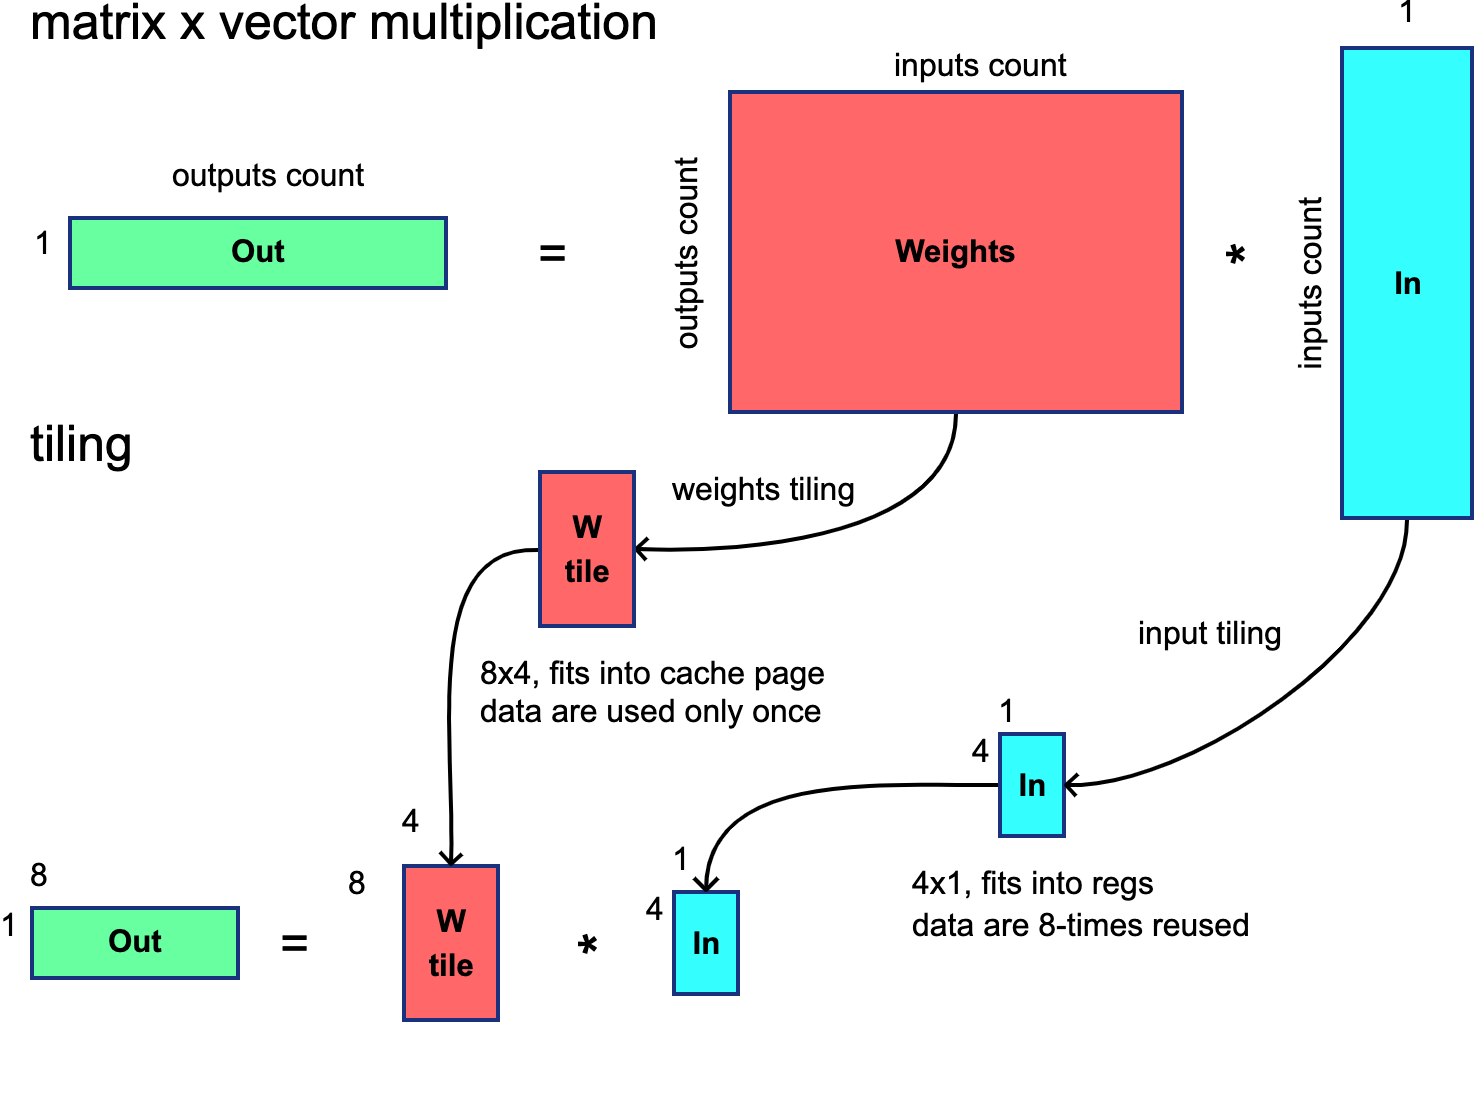 matrix x vector multiplication
1
inputs count
outputs count
1
Out
=
outputs count
Weights
*
inputs count
In
tiling
weights tiling
W
tile
8x4, fits into cache page
data are used only once
input tiling
1
4
In
4x1, fits into regs
data are 8-times reused
8
1
Out
=
4
8
W
tile
*
1
4
In